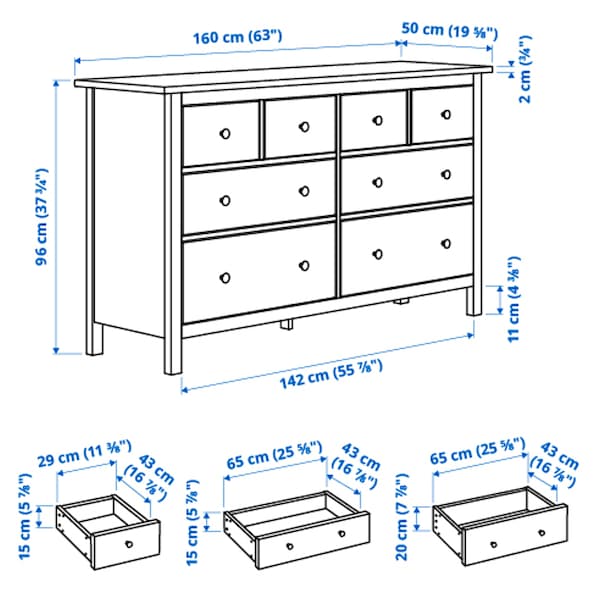 160 cm (63")
50 cm (19 ⅝")
2 cm (¾")
96 cm (37 ¾")
11 cm (4 ⅜")
142 cm (55 ⅞")
29 cm (11 ⅜")
43 cm
(16 ⅞")
15 cm (5 ⅞")
65 cm (25 ⅝")
43 cm
(16 ⅞")
15 cm (5 ⅞")
65 cm (25 ⅝")
43 cm
(16 ⅞")
20 cm (7 ⅞")